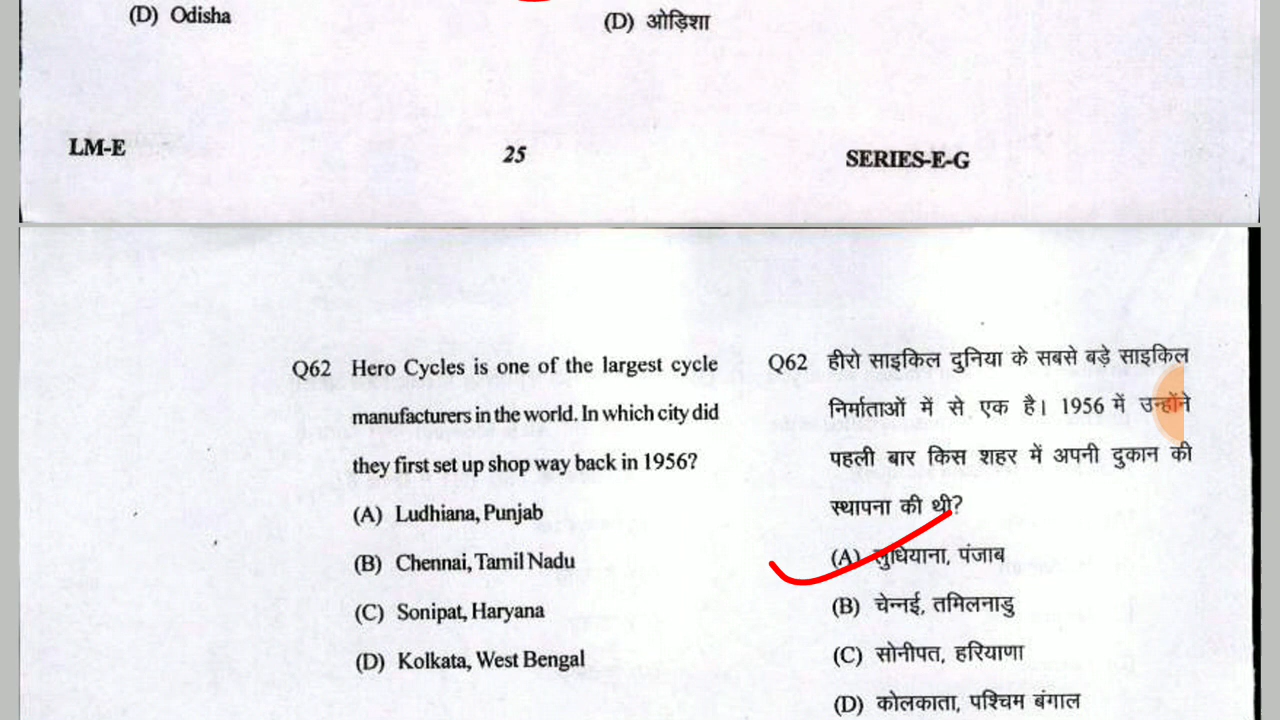 (D) Odisha
(D) ओड़िशा
LM-E
25
SERIES-E-G
Q62 Hero Cycles is one of the largest cycle
manufacturers in the world. In which city did
they first set up shop way back in 1956?
(A) Ludhiana, Punjab
(B) Chennai, Tamil Nadu
(C) Sonipat, Haryana
(D) Kolkata, West Bengal
Q62 हीरो साइकिल दुनिया के सबसे बड़े साइकिल
निर्माताओं में से एक है। 1956 में उन्होंने
पहली बार किस शहर में अपनी दुकान की
स्थापना की थी?
(A) लुधियाना, पंजाब
(B) चेन्नई, तमिलनाडु
(C) सोनीपत, हरियाणा
(D) कोलकाता, पश्चिम बंगाल